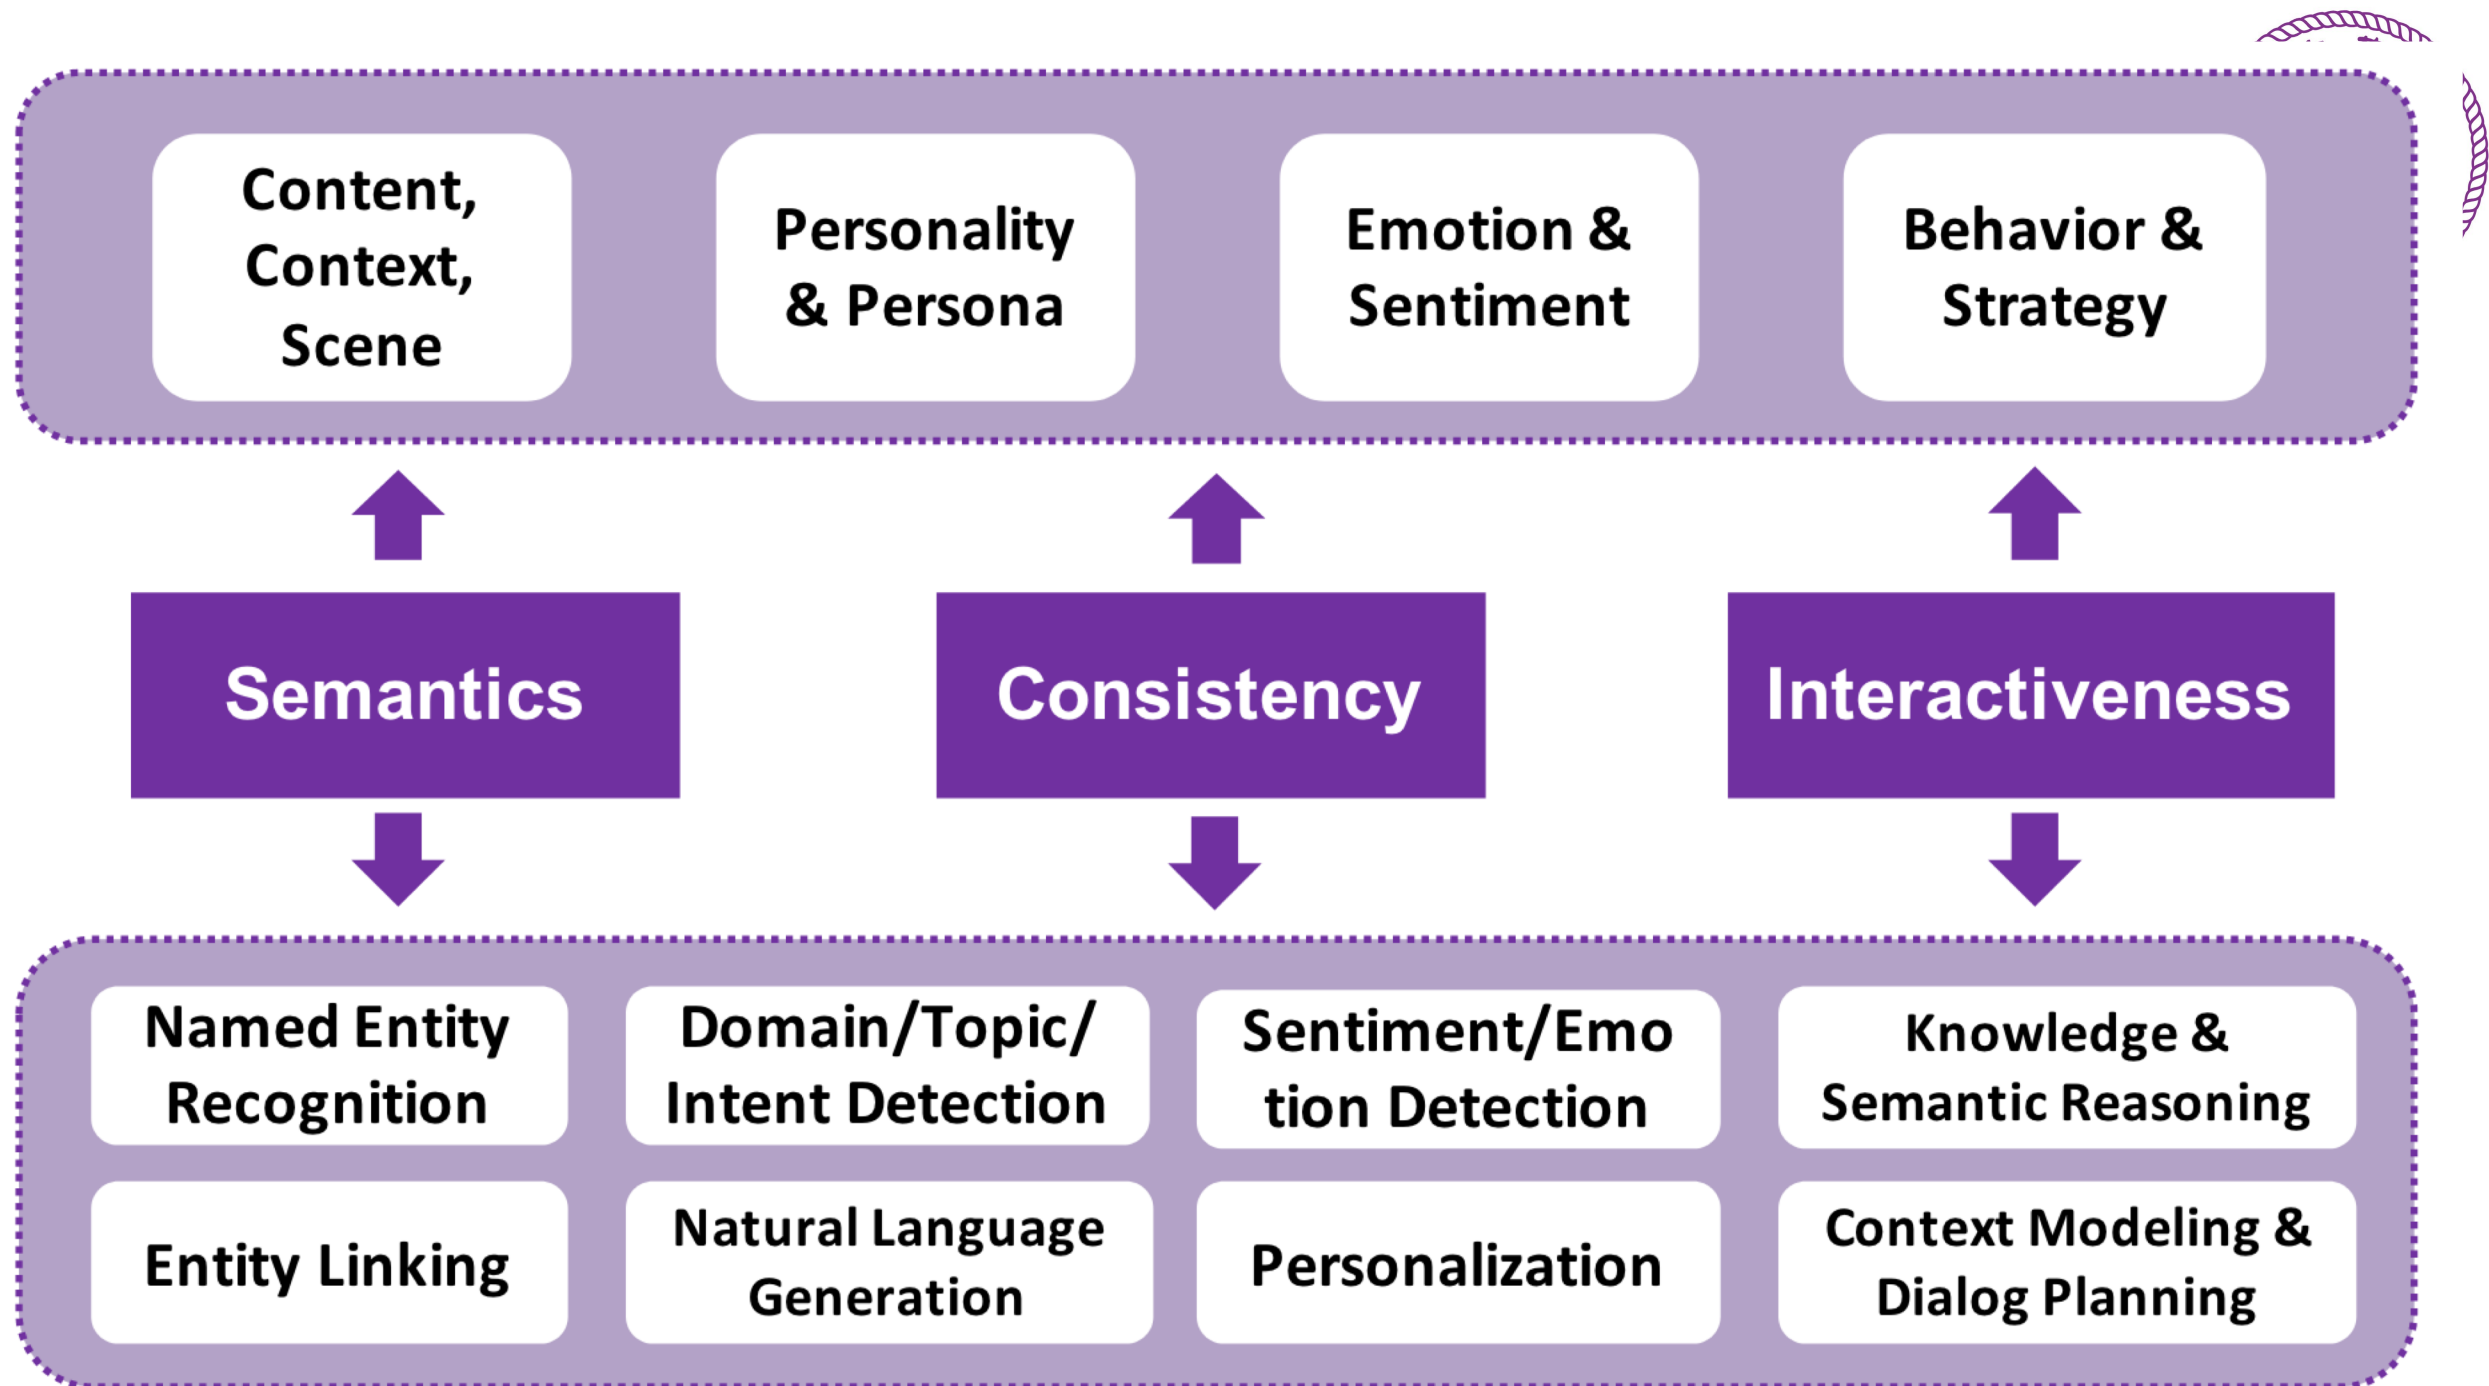 Content,
Context,
Scene
Personality
& Persona
Emotion &
Sentiment
Behavior &
Strategy
Semantics
Consistency
Interactiveness
Named Entity
Recognition
Domain/Topic/
Intent Detection
Sentiment/Emo
tion Detection
Knowledge &
Semantic Reasoning
Entity Linking
Natural Language
Generation
Personalization
Context Modeling &
Dialog Planning